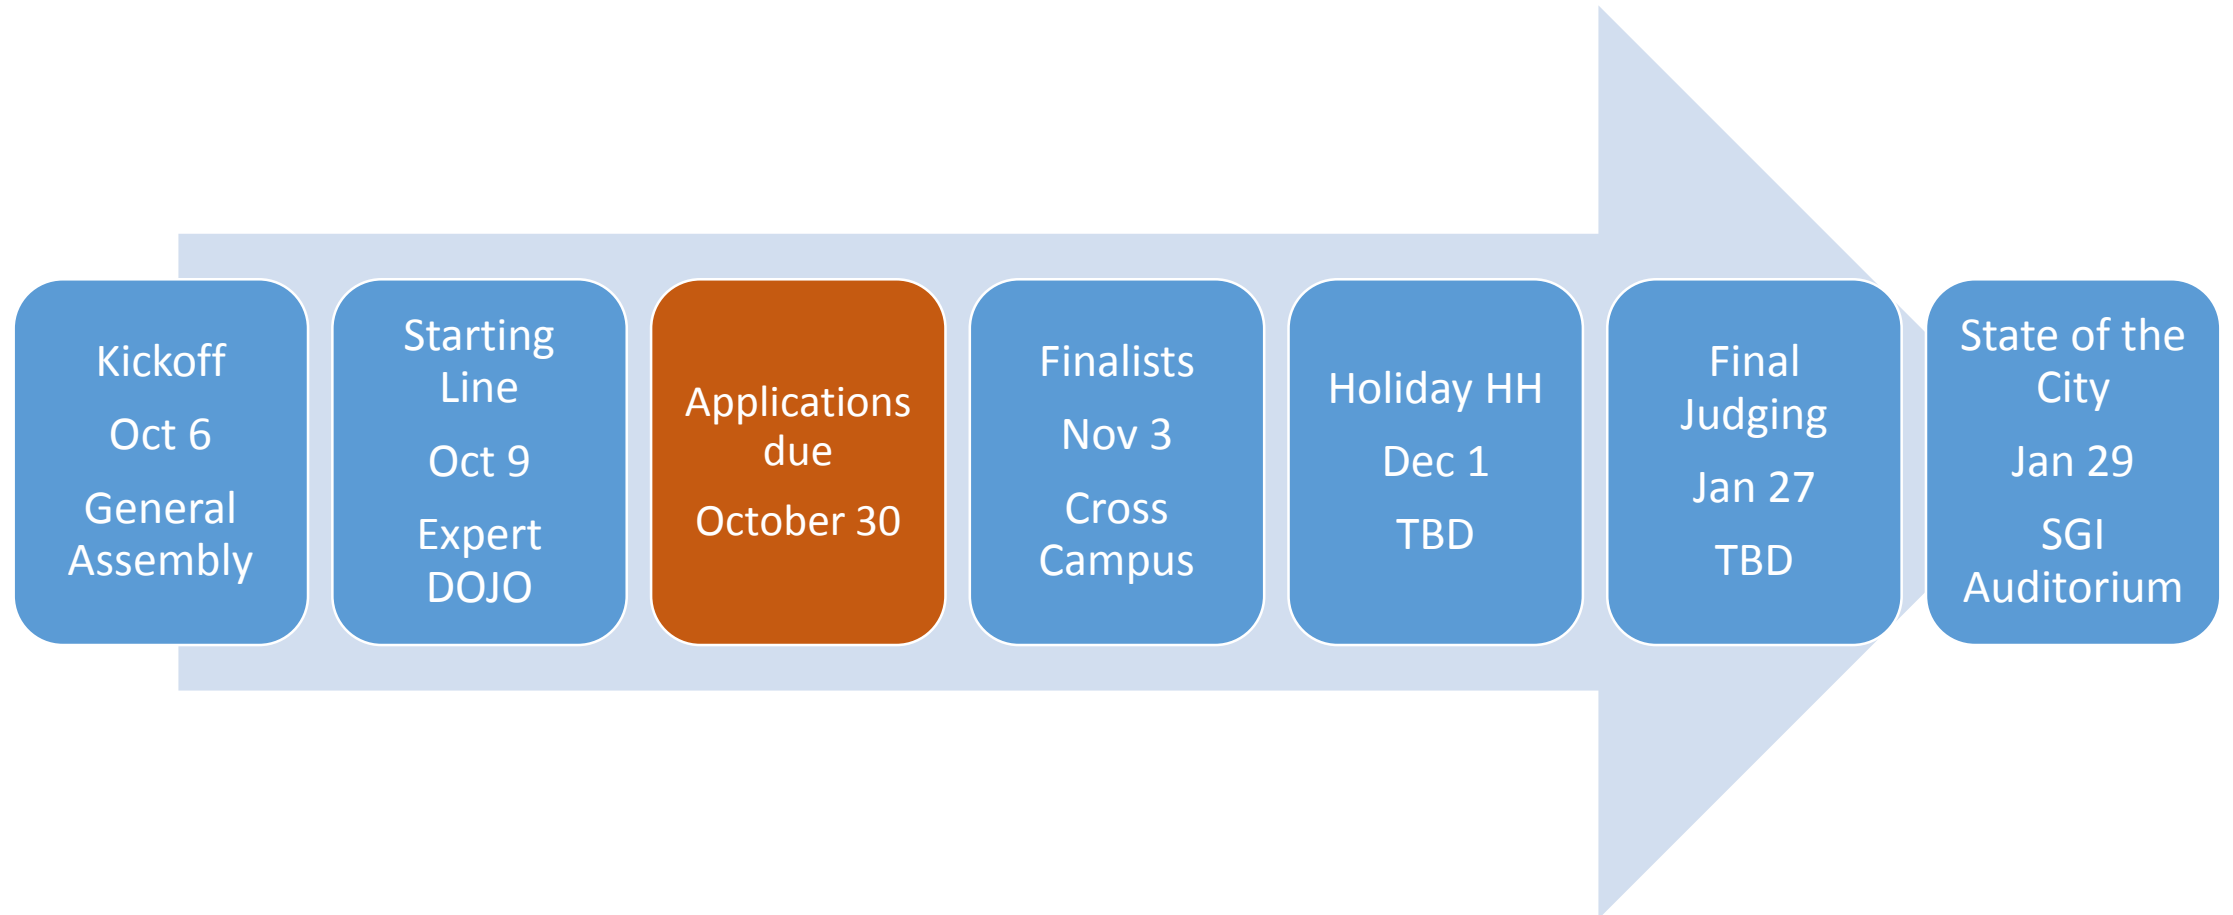 Kickoff
Oct 6
General
Assembly
Starting
Line
Oct 9
Expert
DOJO
Applications
due
October 30
Finalists
Nov 3
Cross
Campus
Holiday HH
Dec 1
TBD
Final
Judging
Jan 27
TBD
State of the
City
Jan 29
SGI
Auditorium